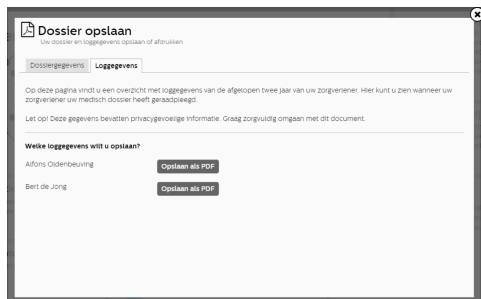 Dossier opslaan
Uw dossier en loggegevens opslaan of afdrukken
Dossiergegevens Loggegevens
Op deze pagina vindt u een overzicht met loggegevens van de afgelopen twee jaar van uw zorgverlener. Hier kunt u zien wanneer uw
zorgverlener uw medisch dossier heeft geraadpleegd.
Let op! Deze gegevens bevatten privacygevoelige informatie. Graag zorgvuldig omgaan met dit document.
Welke loggegevens wilt u opslaan?
Alfons Oldenbeuving Opslaan als PDF
Bert de Jong Opslaan als PDF